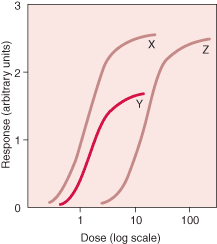 3
X
Z
2
Y
1
Response (arbitrary units)
0
1
10
100
Dose (log scale)